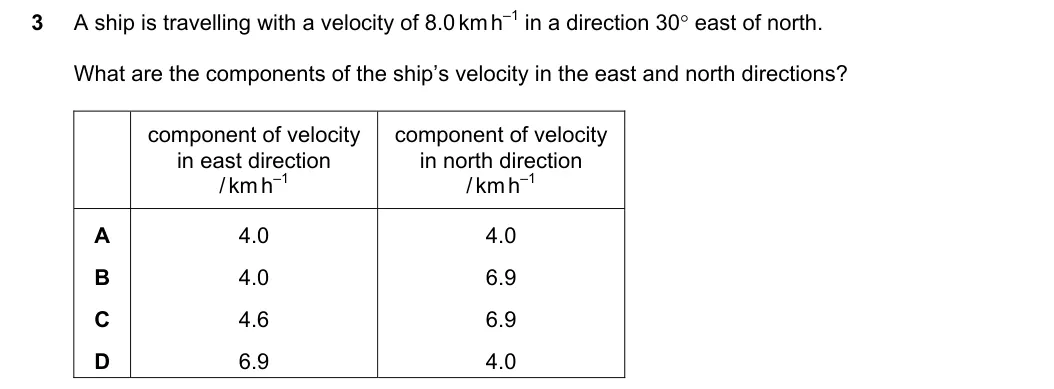 3 A ship is travelling with a velocity of 8.0 km h⁻¹ in a direction 30° east of north.
What are the components of the ship's velocity in the east and north directions?
component of velocity in east direction / km h⁻¹
component of velocity in north direction / km h⁻¹
A 4.0 4.0
B 4.0 6.9
C 4.6 6.9
D 6.9 4.0